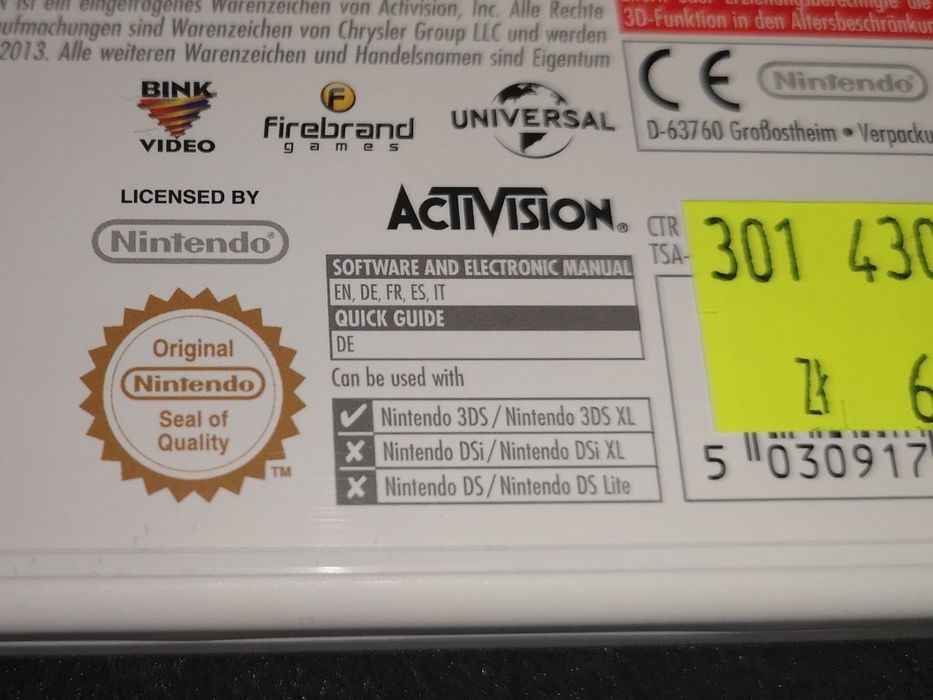 ist ein eingetragenes Warenzeichen von Activision, Inc. Alle Rechte
ufmachungen sind Warenzeichen von Chrysler Group LLC und werden
2013. Alle weiteren Warenzeichen und Handelsnamen sind Eigentum
3D-Funktion in den Altersbeschränku
CE Nintendo®
D-63760 Großostheim • Verpacku
BINK
VIDEO
F
firebrand
games
UNIVERSAL
LICENSED BY
Nintendo®
ACTIVISION®
CTR
TSA-
301 430
zł 6
SOFTWARE AND ELECTRONIC MANUAL
EN, DE, FR, ES, IT
QUICK GUIDE
DE
Can be used with
Nintendo 3DS / Nintendo 3DS XL
Nintendo DSi / Nintendo DSi XL
Nintendo DS / Nintendo DS Lite
Original
Nintendo
Seal of
Quality
TM
5 030917